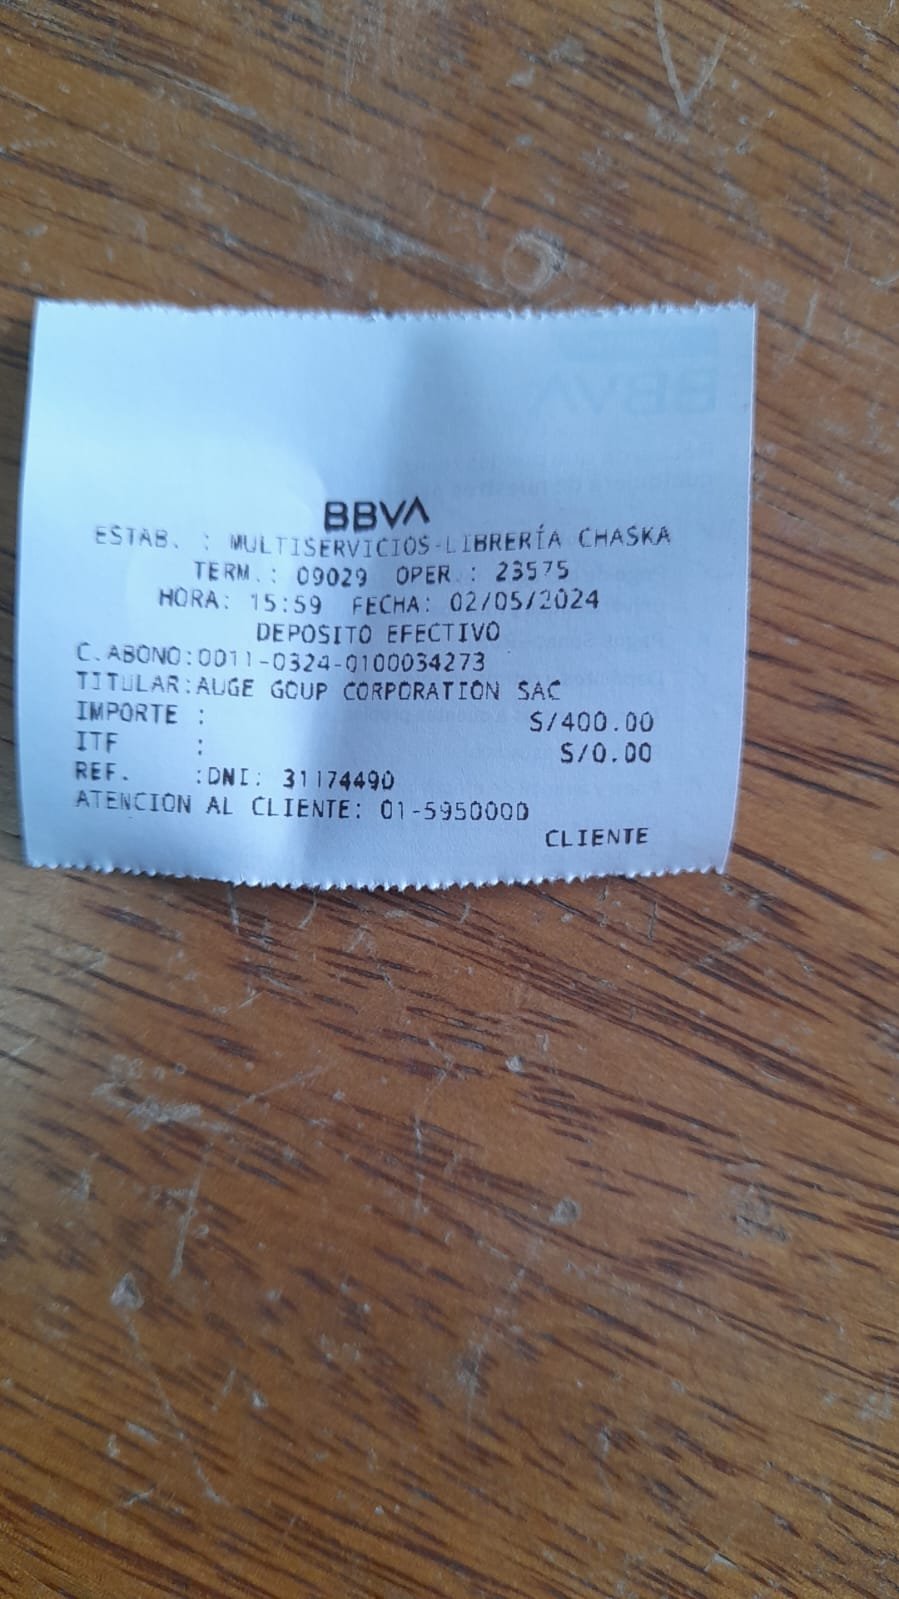 BBVA
ESTAB. : MULTISERVICIOS-LIBRERÍA CHASKA
TERM.: 09029 OPER.: 23575
HORA: 15:59 FECHA: 02/05/2024
DEPOSITO EFECTIVO
C.ABONO:0011-0324-0100034273
TITULAR:AUGE GOUP CORPORATION SAC
IMPORTE : S/400.00
ITF : S/0.00
REF. :DNI: 31174490
ATENCION AL CLIENTE: 01-5950000
CLIENTE